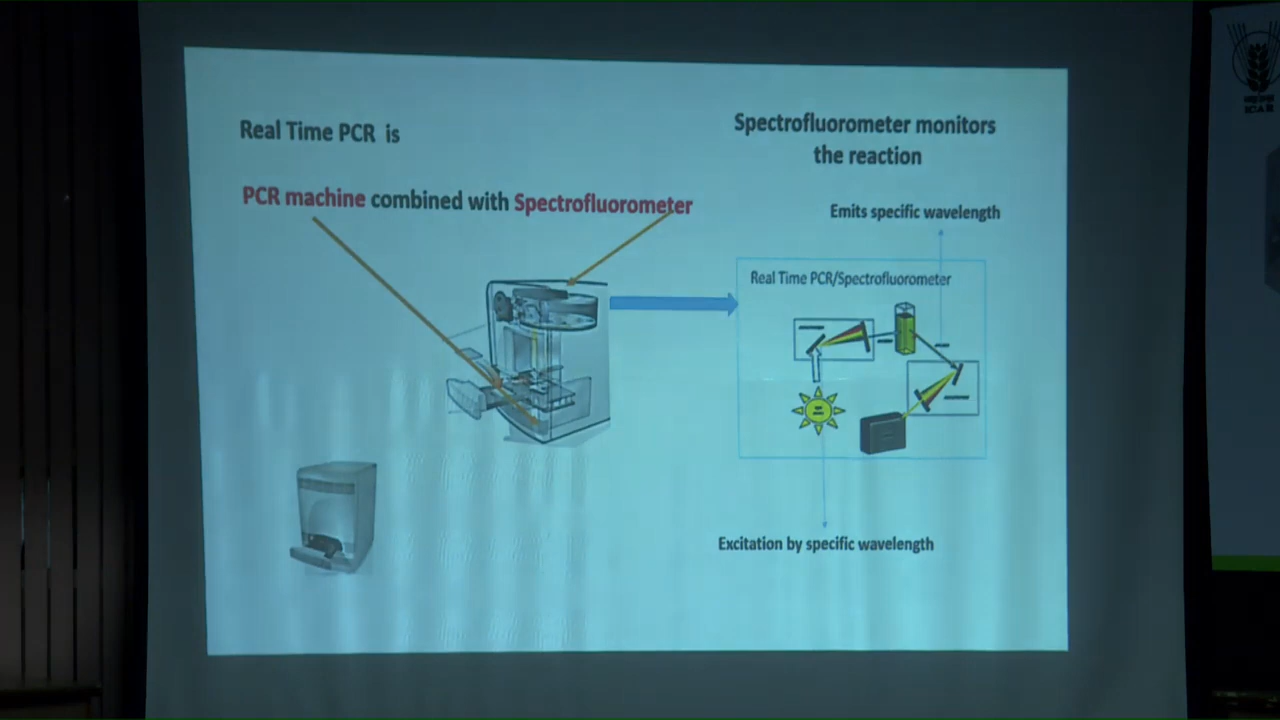 Real Time PCR is
PCR machine combined with Spectrofluorometer
Spectrofluorometer monitors
the reaction
Emits specific wavelength
Real Time PCR/Spectrofluorometer
Excitation by specific wavelength
ICAR